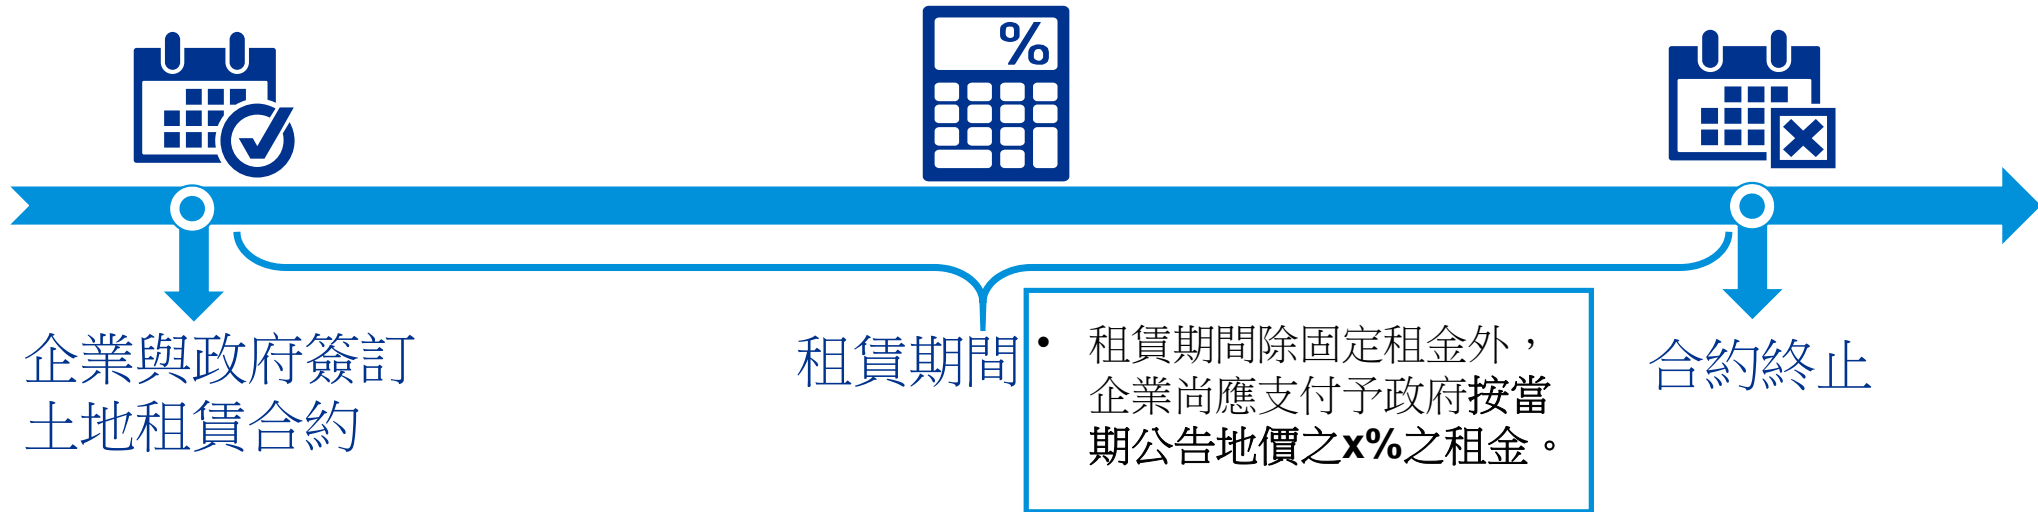 %
企業與政府簽訂
土地租賃合約
租賃期間
• 租賃期間除固定租金外，
企業尚應支付予政府按當
期公告地價之x%之租金。
合約終止